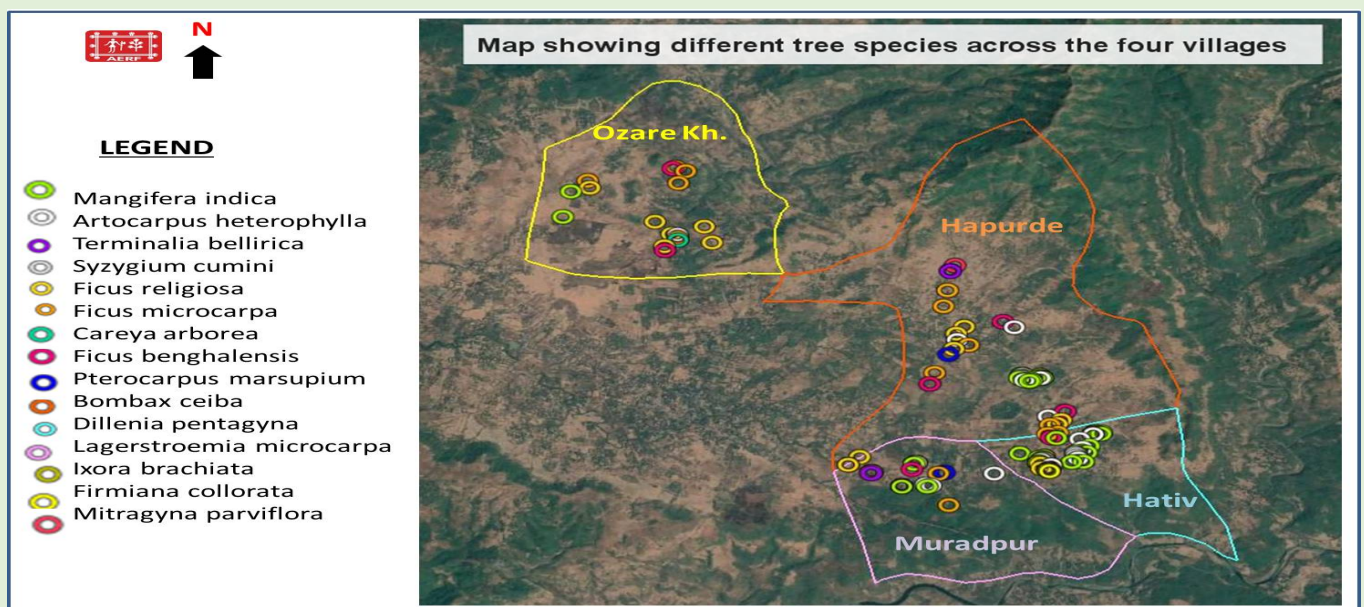 AERF
N
Map showing different tree species across the four villages
LEGEND
Mangifera indica
Artocarpus heterophylla
Terminalia bellirica
Syzygium cumini
Ficus religiosa
Ficus microcarpa
Careya arborea
Ficus benghalensis
Pterocarpus marsupium
Bombax ceiba
Dillenia pentagyna
Lagerstroemia microcarpa
Ixora brachiata
Firmiana collorata
Mitragyna parviflora
Ozare Kh.
Hapurde
Hativ
Muradpur